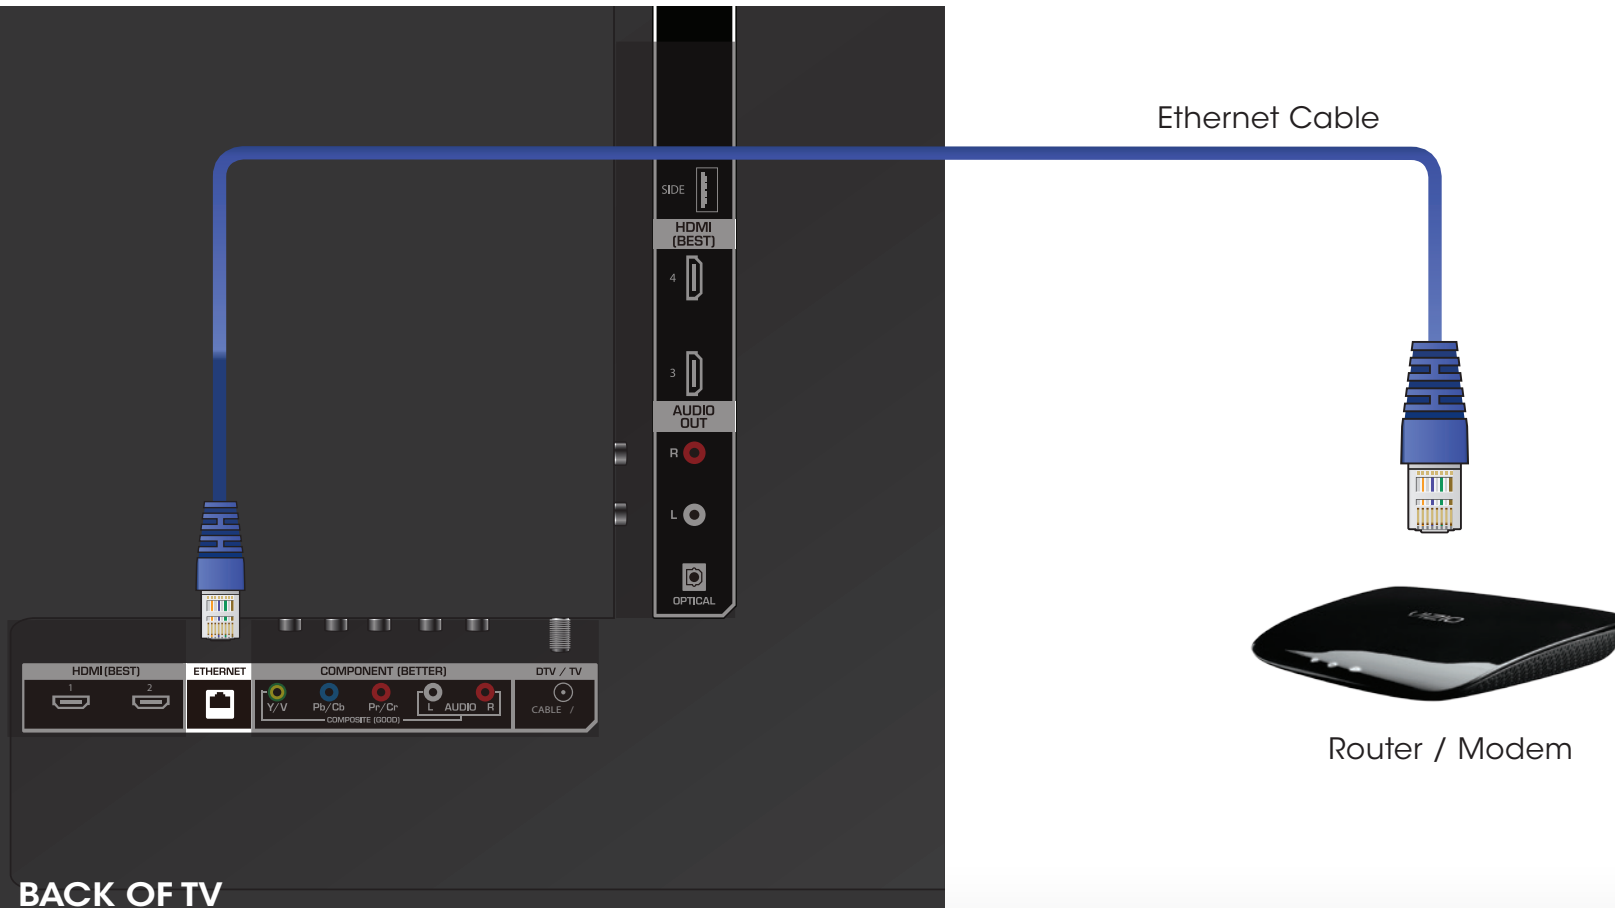 Ethernet Cable
SIDE
HDMI
(BEST)
4
3
AUDIO
OUT
R
L
OPTICAL
HDMI (BEST)
ETHERNET
COMPONENT (BETTER)
DTV / TV
1
2
Y/V
Pb/Cb
Pr/Cr
L
AUDIO
R
CABLE /
COMPOSITE (GOOD)
VIZIO
Router / Modem
BACK OF TV